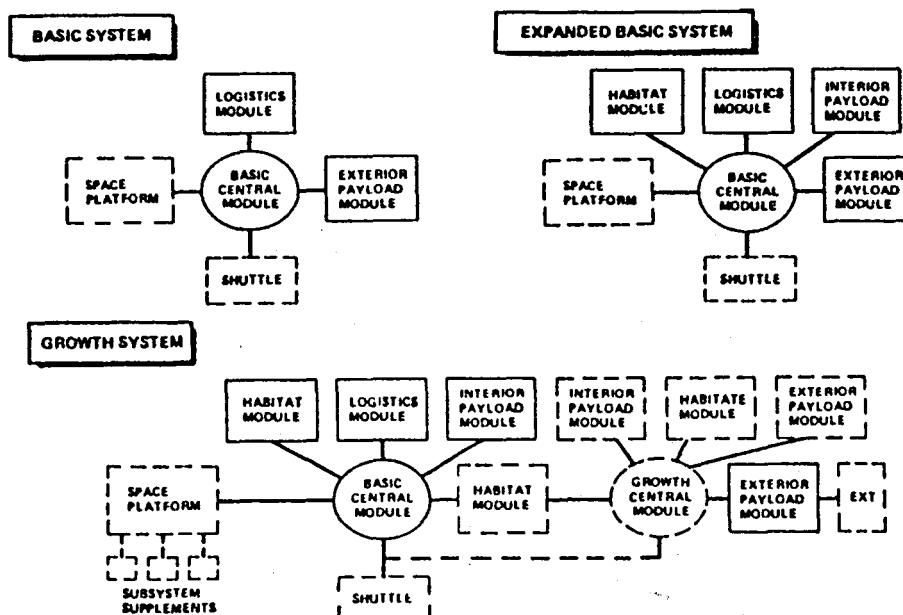 BASIC SYSTEM
LOGISTICS
MODULE
SPACE
PLATFORM
BASIC
CENTRAL
MODULE
EXTERIOR
PAYLOAD
MODULE
SHUTTLE
EXPANDED BASIC SYSTEM
HABITAT
MODULE
LOGISTICS
MODULE
INTERIOR
PAYLOAD
MODULE
SPACE
PLATFORM
BASIC
CENTRAL
MODULE
EXTERIOR
PAYLOAD
MODULE
SHUTTLE
GROWTH SYSTEM
HABITAT
MODULE
LOGISTICS
MODULE
INTERIOR
PAYLOAD
MODULE
INTERIOR
PAYLOAD
MODULE
HABITATE
MODULE
EXTERIOR
PAYLOAD
MODULE
SPACE
PLATFORM
BASIC
CENTRAL
MODULE
HABITAT
MODULE
GROWTH
CENTRAL
MODULE
EXTERIOR
PAYLOAD
MODULE
EXT
SUBSYSTEM
SUPPLEMENTS
SHUTTLE